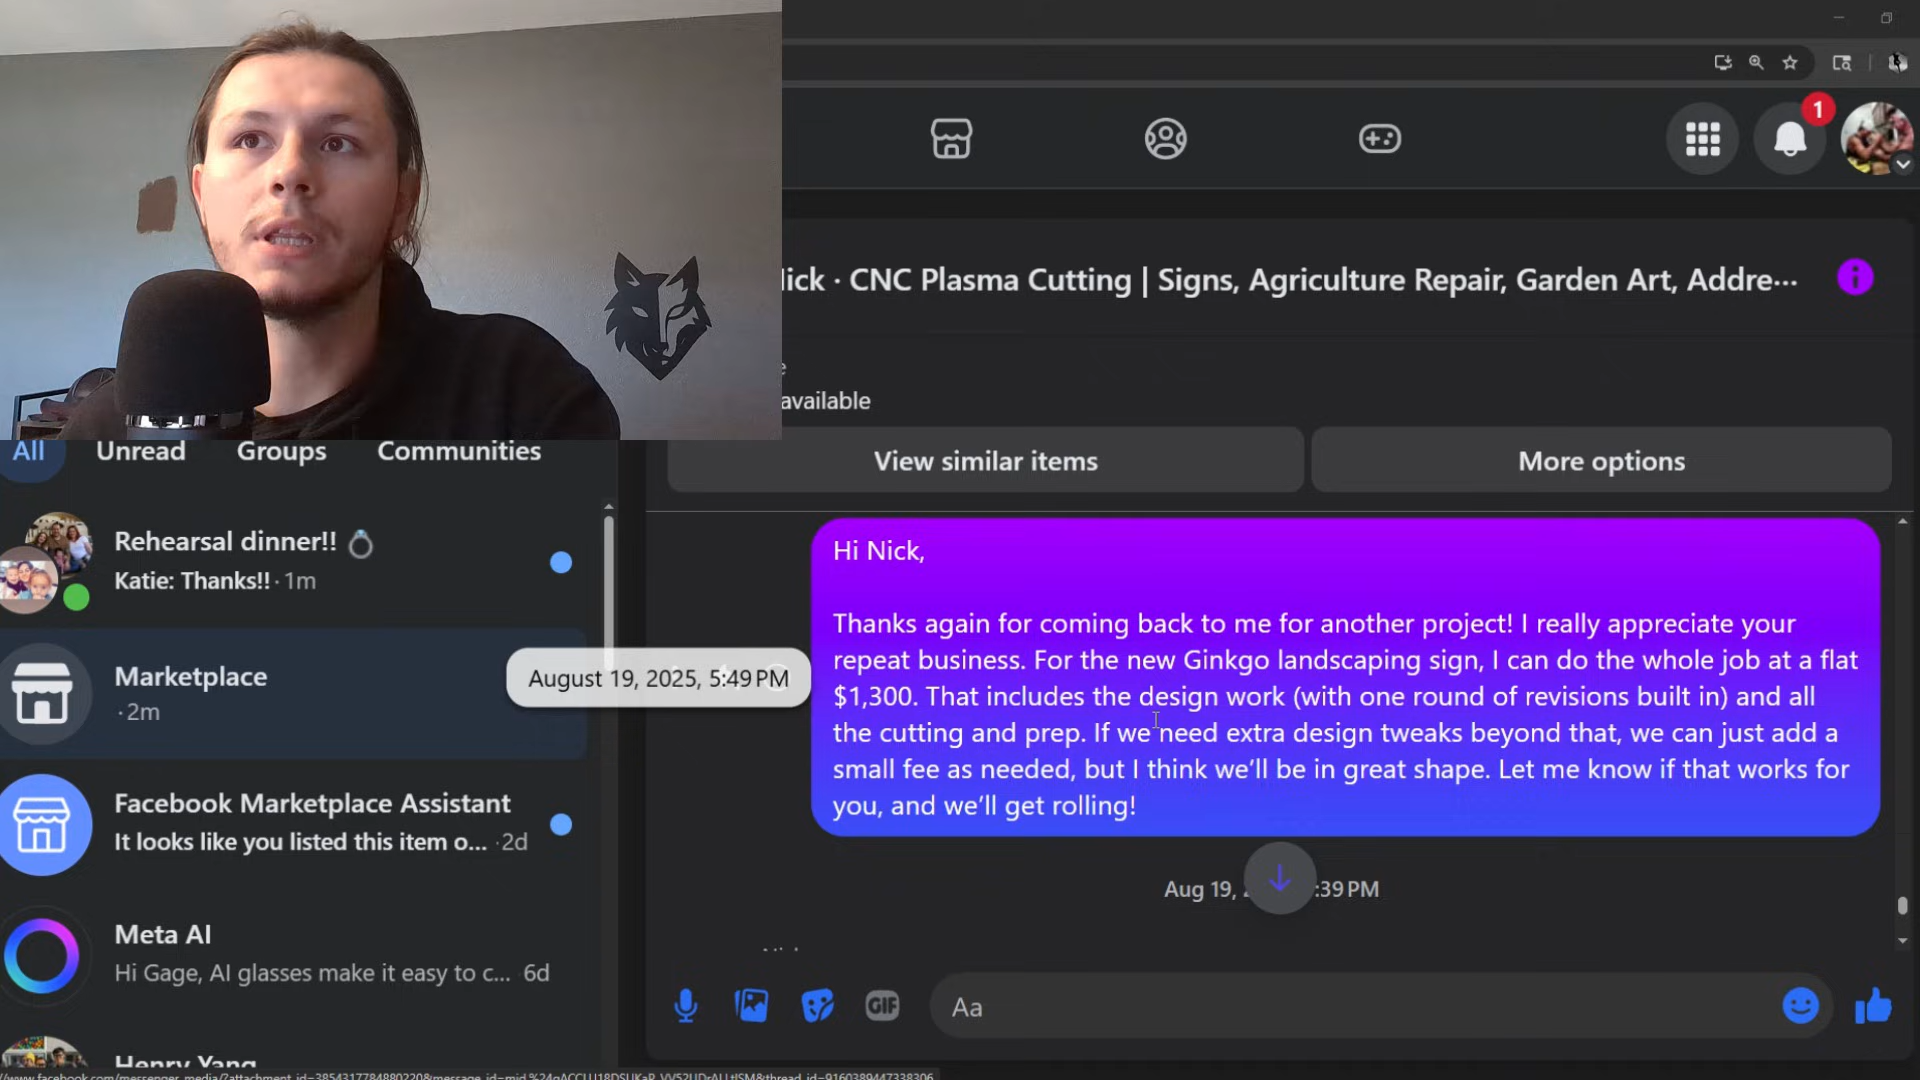 1
ick · CNC Plasma Cutting | Signs, Agriculture Repair, Garden Art, Addre···
available
View similar items
More options
All
Unread
Groups
Communities
Rehearsal dinner!!
Katie: Thanks!! · 1m
Marketplace
· 2m
August 19, 2025, 5:49 PM
Facebook Marketplace Assistant
It looks like you listed this item o... · 2d
Meta AI
Hi Gage, AI glasses make it easy to c... 6d
Henry Yang
Hi Nick,
Thanks again for coming back to me for another project! I really appreciate your
repeat business. For the new Ginkgo landscaping sign, I can do the whole job at a flat
$1,300. That includes the design work (with one round of revisions built in) and all
the cutting and prep. If we need extra design tweaks beyond that, we can just add a
small fee as needed, but I think we’ll be in great shape. Let me know if that works for
you, and we’ll get rolling!
Aug 19, :39 PM
GIF
Aa